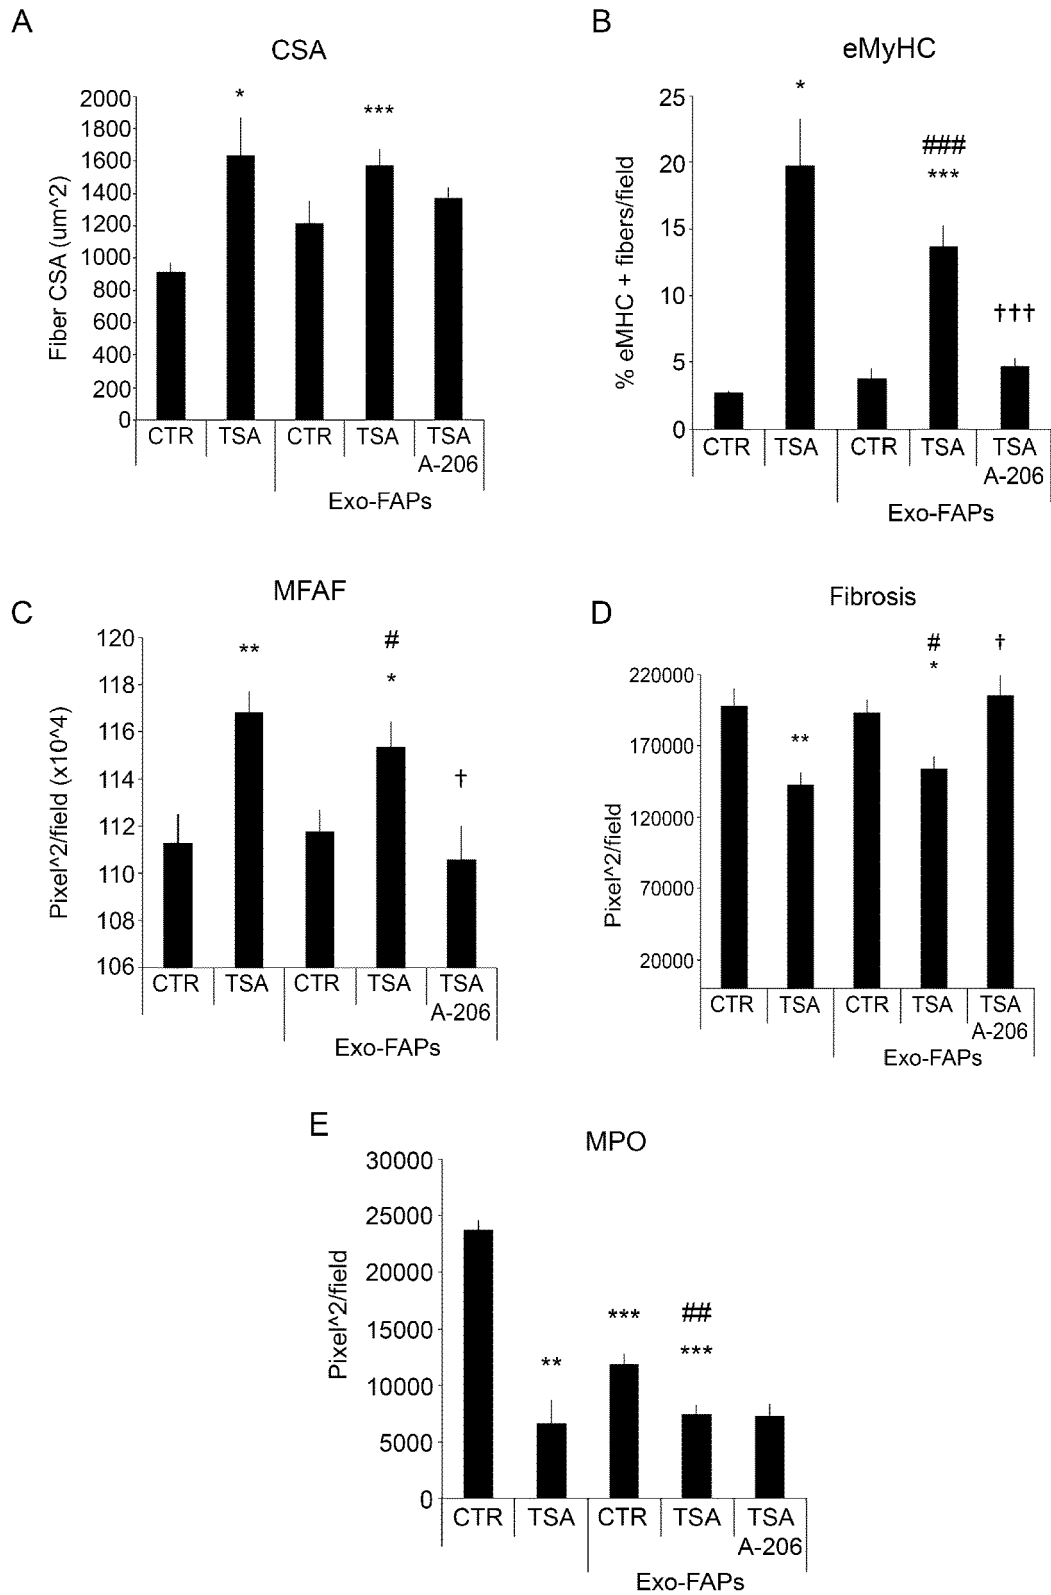 A
CSA
Fiber CSA (um^2)
2000
1800
1600
1400
1200
1000
800
600
400
200
0
*
***
CTR TSA CTR TSA TSA
A-206
Exo-FAPs
B
eMyHC
% eMHC + fibers/field
25
20
15
10
5
0
*
###
***
†††
CTR TSA CTR TSA TSA
A-206
Exo-FAPs
C
MFAF
Pixel^2/field (x10^4)
120
118
116
114
112
110
108
106
**
#
*
†
CTR TSA CTR TSA TSA
A-206
Exo-FAPs
D
Fibrosis
Pixel^2/field
220000
170000
120000
70000
20000
**
#
*
†
CTR TSA CTR TSA TSA
A-206
Exo-FAPs
E
MPO
Pixel^2/field
30000
25000
20000
15000
10000
5000
0
**
***
##
***
CTR TSA CTR TSA TSA
A-206
Exo-FAPs